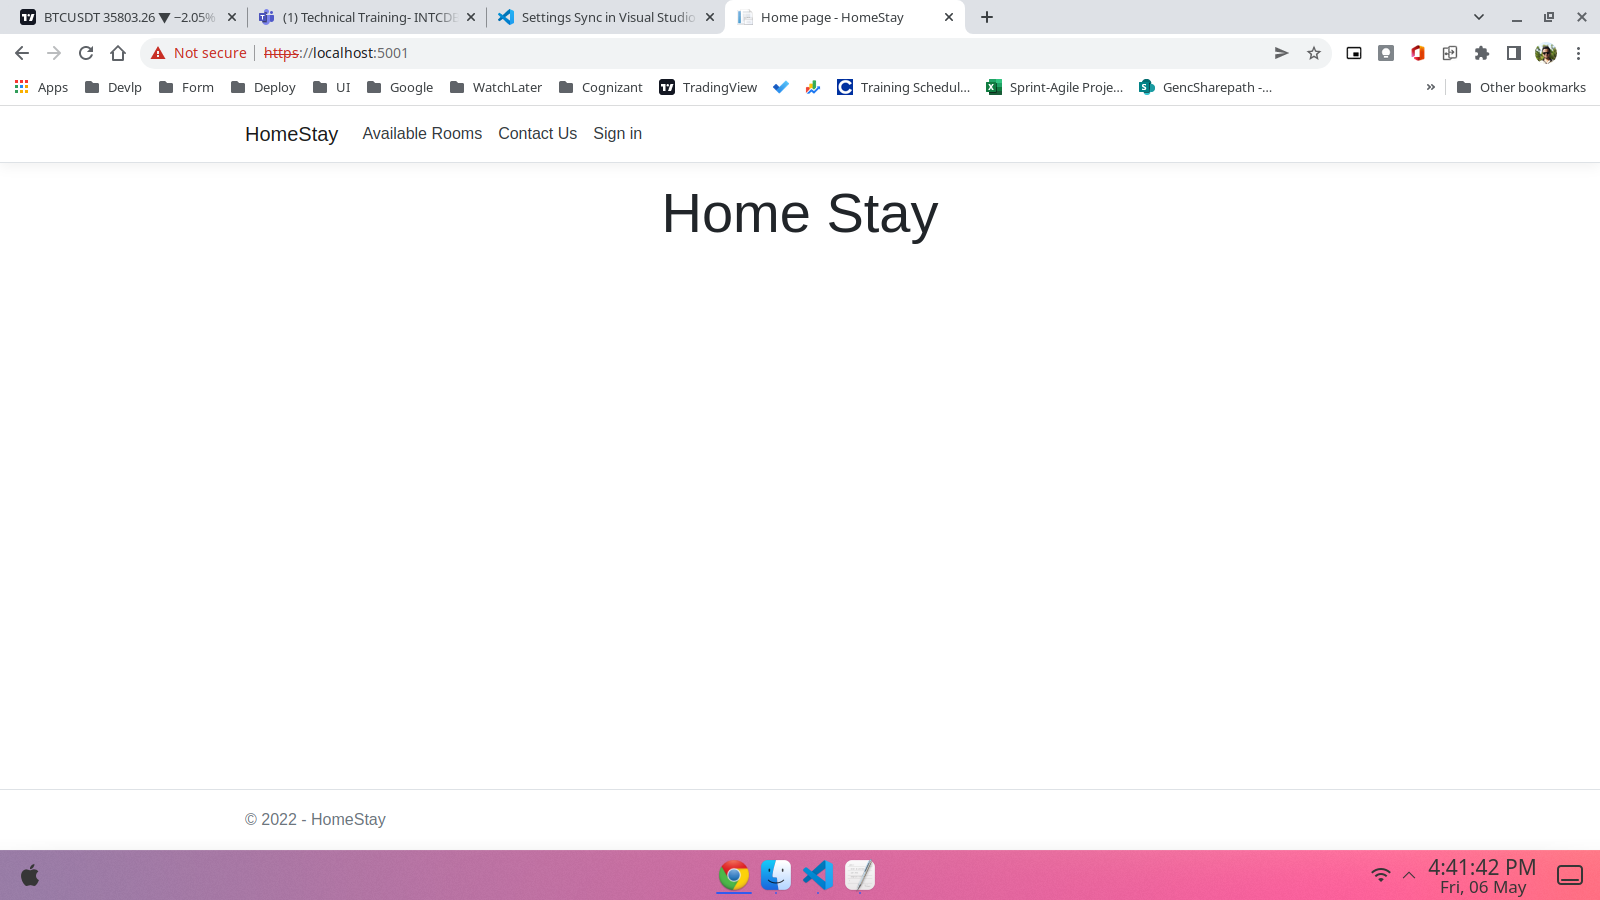 BTCUSDT 35803.26 ▼ −2.05%
(1) Technical Training- INTCDE
Settings Sync in Visual Studio
Home page - HomeStay
Not secure https://localhost:5001
Apps Devlp Form Deploy UI Google WatchLater Cognizant TradingView Training Schedul... Sprint-Agile Proje... GencSharepath -... » Other bookmarks
HomeStay Available Rooms Contact Us Sign in
Home Stay
© 2022 - HomeStay
4:41:42 PM
Fri, 06 May